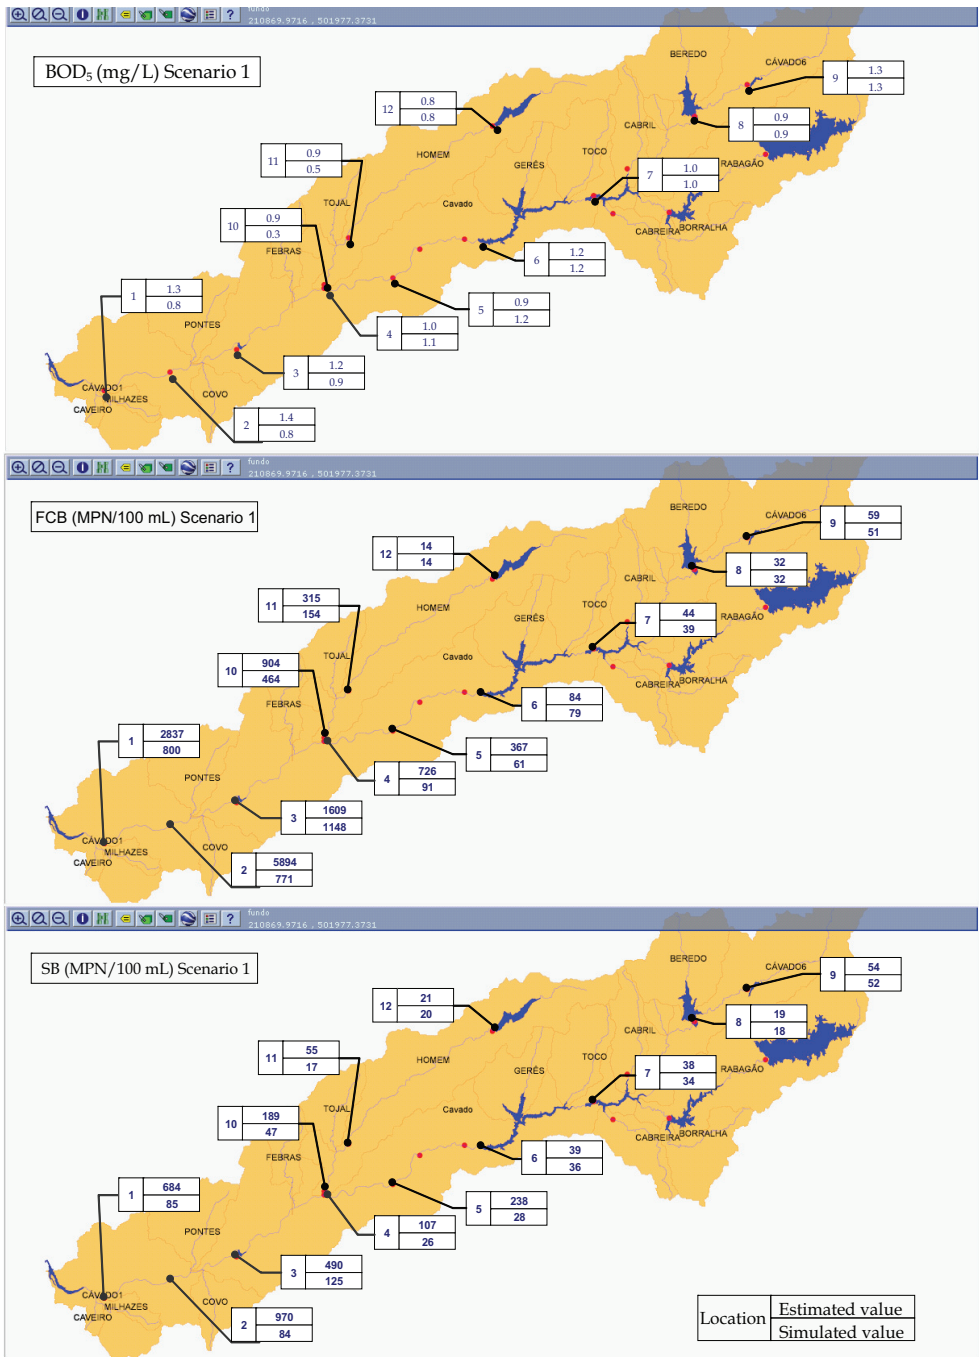 fundo
210869.9716 , 501977.3731
BOD₅ (mg/L) Scenario 1
BEREDO
CÁVADO6
9 1.3
1.3
12 0.8
0.8
8 0.9
0.9
CABRIL
HOMEM
TOCO
GERÊS
RABAGÃO
11 0.9
0.5
7 1.0
1.0
TOJAL
Cavado
10 0.9
0.3
CABREIRA
BORRALHA
FEBRAS
6 1.2
1.2
1 1.3
0.8
5 0.9
1.2
PONTES
4 1.0
1.1
3 1.2
0.9
CÁVADO1
MILHAZES
CAVEIRO
COVO
2 1.4
0.8
fundo
210869.9716 , 501977.3731
FCB (MPN/100 mL) Scenario 1
BEREDO
CÁVADO6
9 59
51
12 14
14
8 32
32
CABRIL
HOMEM
TOCO
GERÊS
RABAGÃO
11 315
154
7 44
39
TOJAL
Cavado
10 904
464
CABREIRA
BORRALHA
FEBRAS
6 84
79
1 2837
800
5 367
61
PONTES
4 726
91
3 1609
1148
CÁVADO1
MILHAZES
CAVEIRO
COVO
2 5894
771
fundo
210869.9716 , 501977.3731
SB (MPN/100 mL) Scenario 1
BEREDO
CÁVADO6
9 54
52
12 21
20
8 19
18
CABRIL
HOMEM
TOCO
GERÊS
RABAGÃO
11 55
17
7 38
34
TOJAL
Cavado
10 189
47
CABREIRA
BORRALHA
FEBRAS
6 39
36
1 684
85
5 238
28
PONTES
4 107
26
3 490
125
CÁVADO1
MILHAZES
CAVEIRO
COVO
2 970
84
Location Estimated value
Simulated value